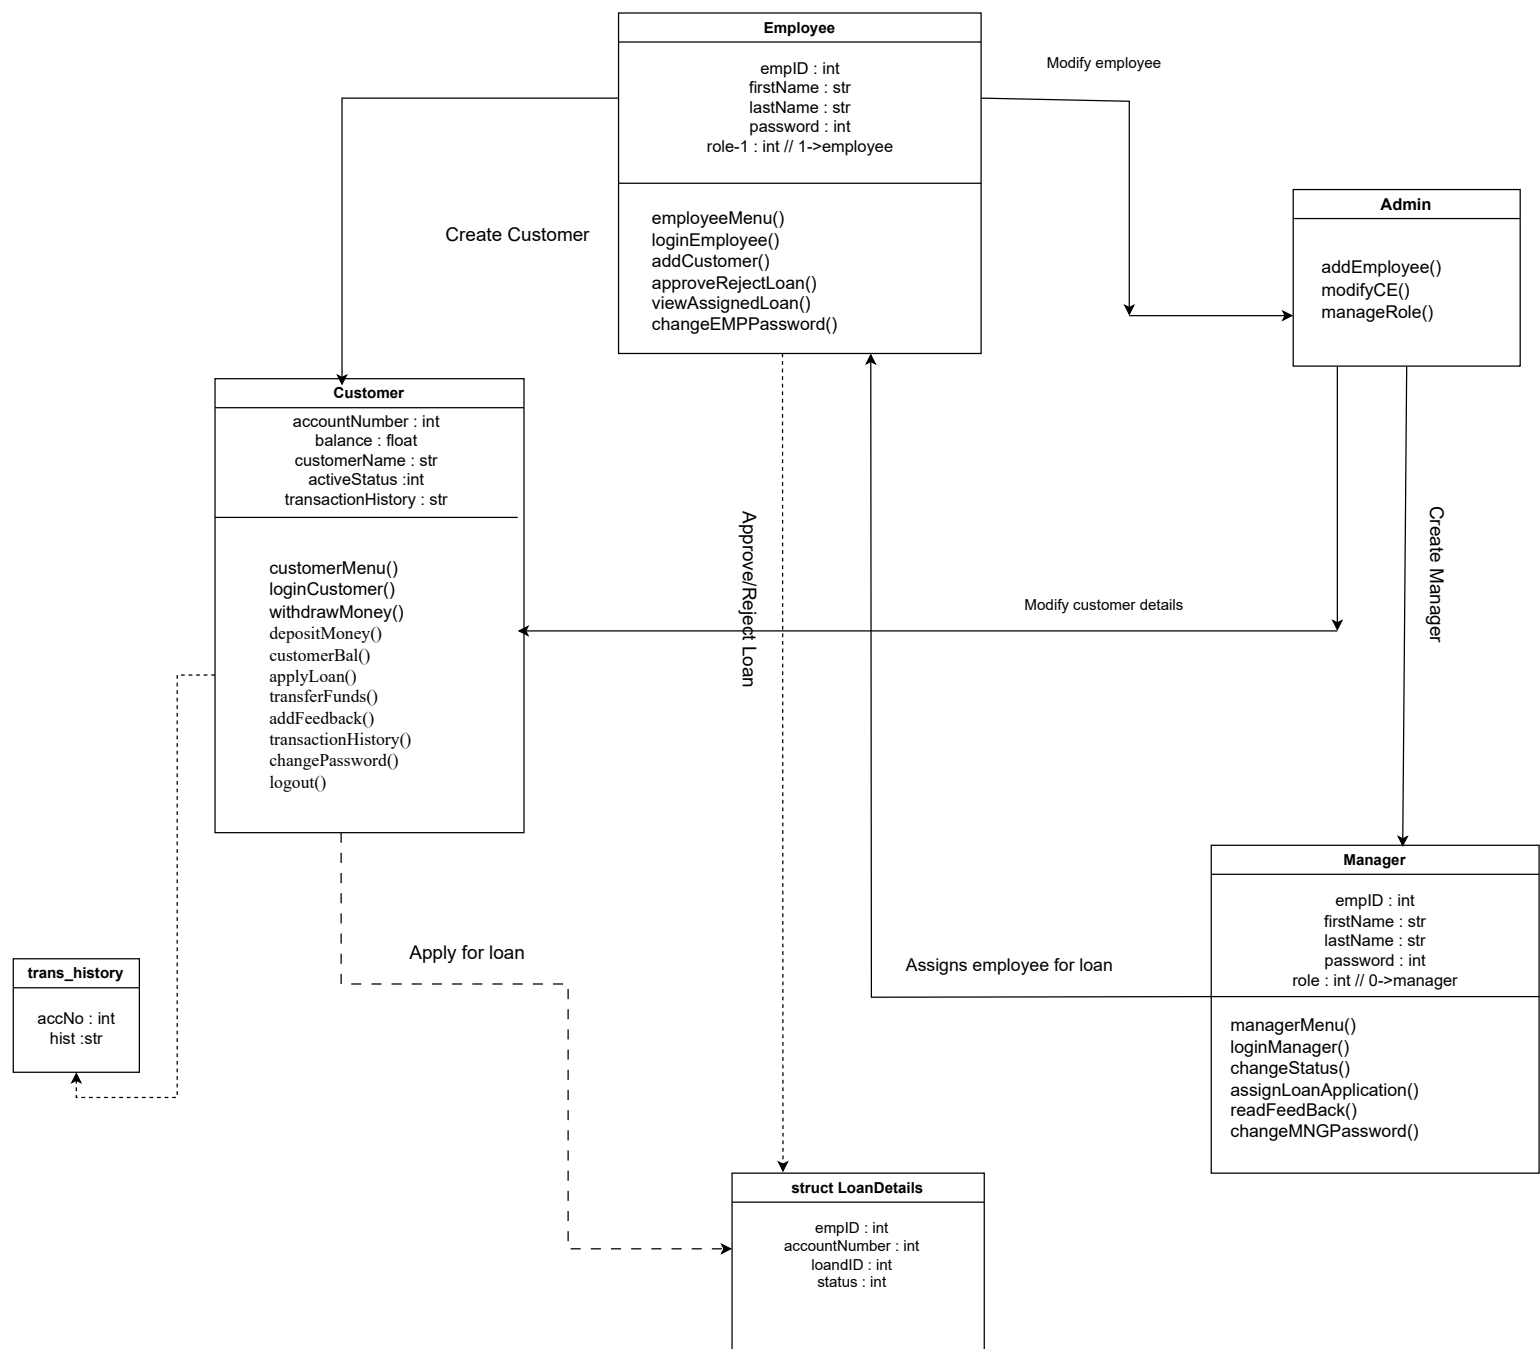 Employee
empID : int
firstName : str
lastName : str
password : int
role-1 : int // 1->employee
employeeMenu()
loginEmployee()
addCustomer()
approveRejectLoan()
viewAssignedLoan()
changeEMPPassword()
Modify employee
Admin
addEmployee()
modifyCE()
manageRole()
Create Customer
Customer
accountNumber : int
balance : float
customerName : str
activeStatus :int
transactionHistory : str
customerMenu()
loginCustomer()
withdrawMoney()
depositMoney()
customerBal()
applyLoan()
transferFunds()
addFeedback()
transactionHistory()
changePassword()
logout()
Approve/Reject Loan
Modify customer details
Create Manager
Manager
empID : int
firstName : str
lastName : str
password : int
role : int // 0->manager
managerMenu()
loginManager()
changeStatus()
assignLoanApplication()
readFeedBack()
changeMNGPassword()
Assigns employee for loan
Apply for loan
trans_history
accNo : int
hist :str
struct LoanDetails
empID : int
accountNumber : int
loandID : int
status : int